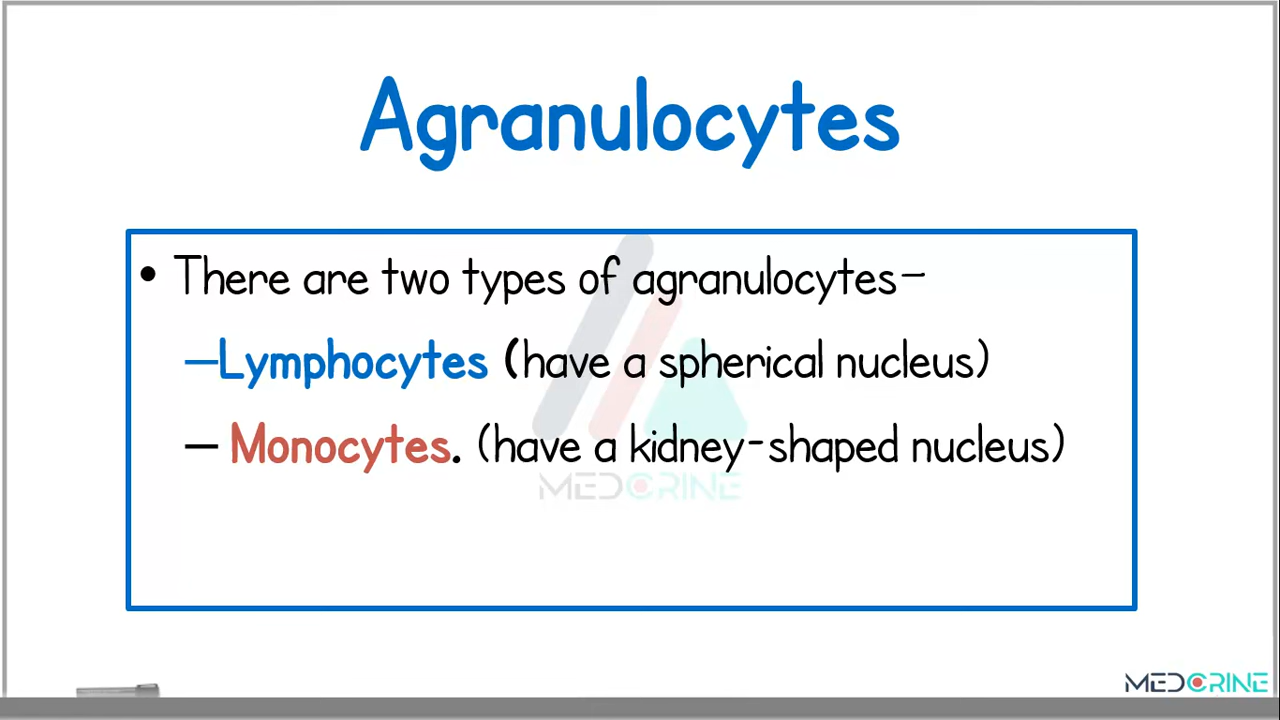 Agranulocytes
• There are two types of agranulocytes–
–Lymphocytes (have a spherical nucleus)
– Monocytes. (have a kidney-shaped nucleus)
MEDCRINE
MEDCRINE